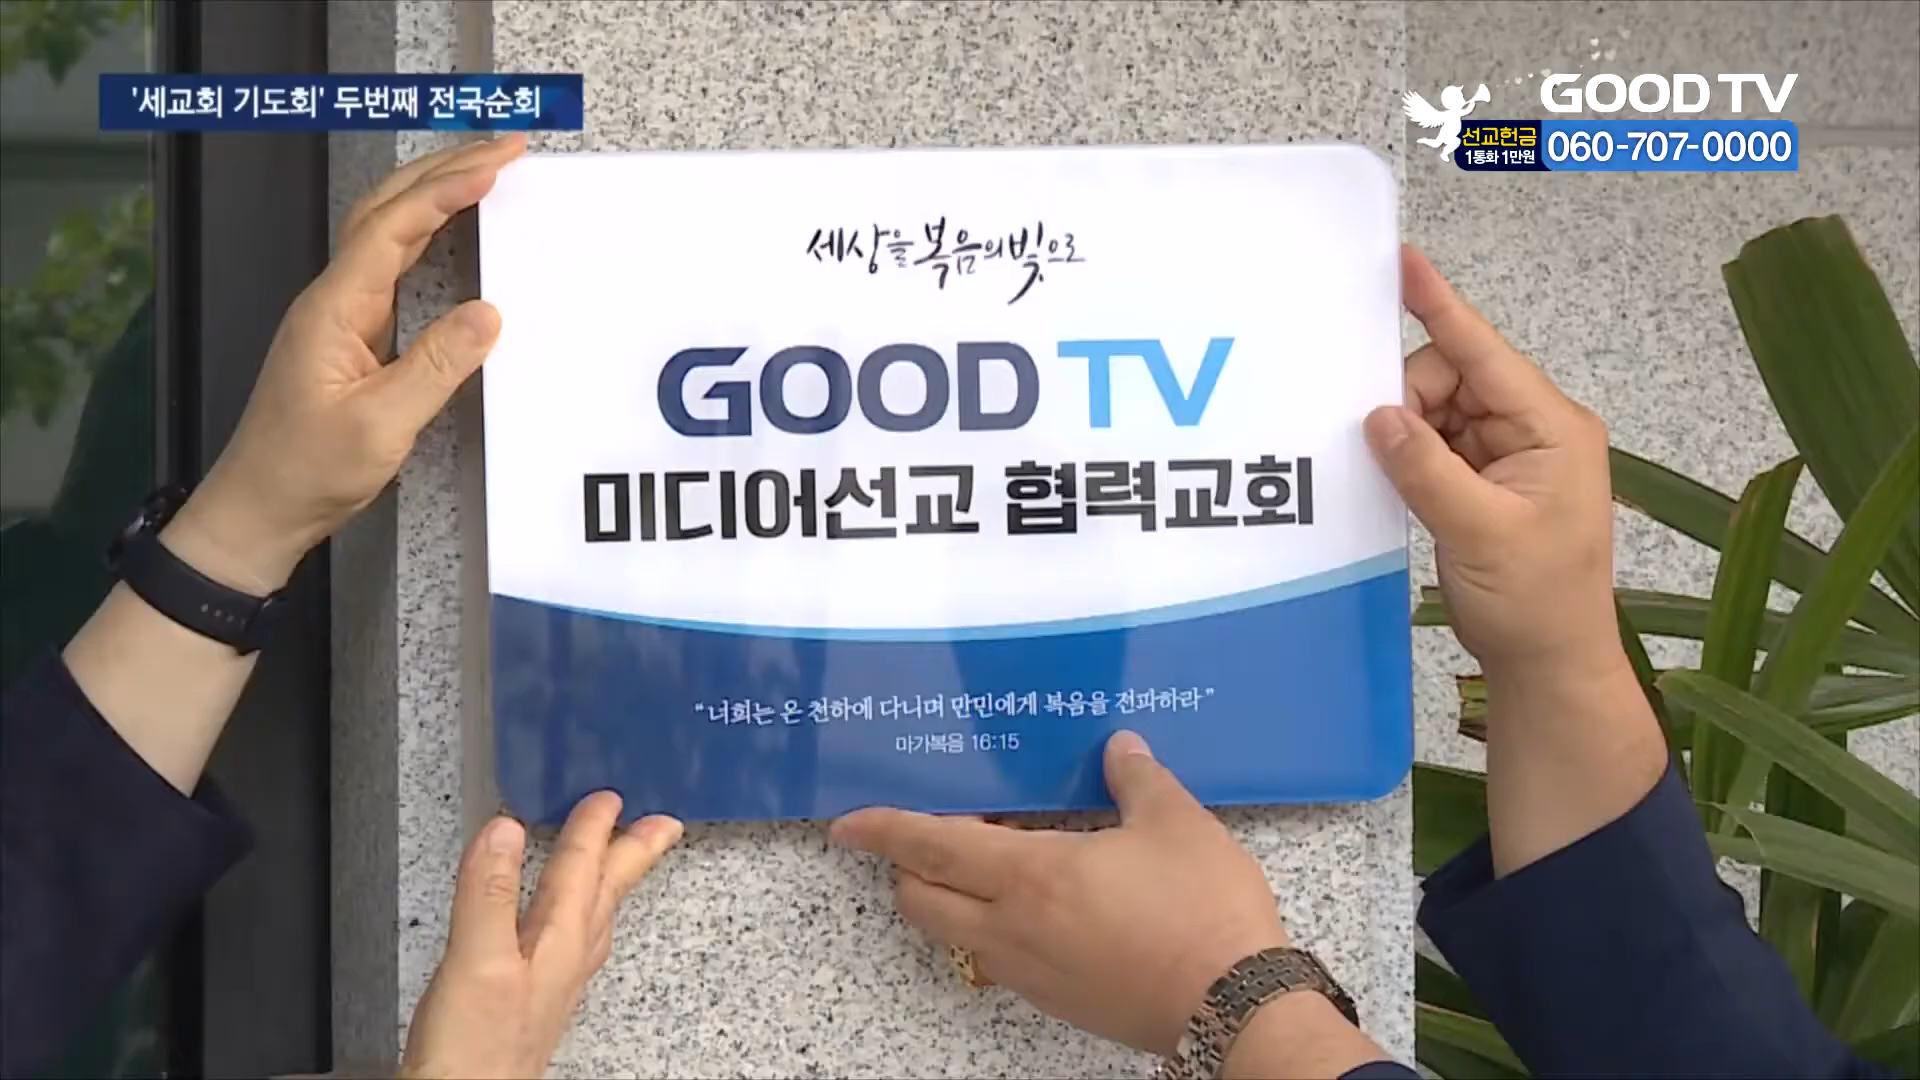 '세교회 기도회' 두번째 전국순회
GOOD TV
선교헌금
1통화 1만원
060-707-0000
세상을 복음의 빛으로
GOOD TV
미디어선교 협력교회
“너희는 온 천하에 다니며 만민에게 복음을 전파하라”
마가복음 16:15